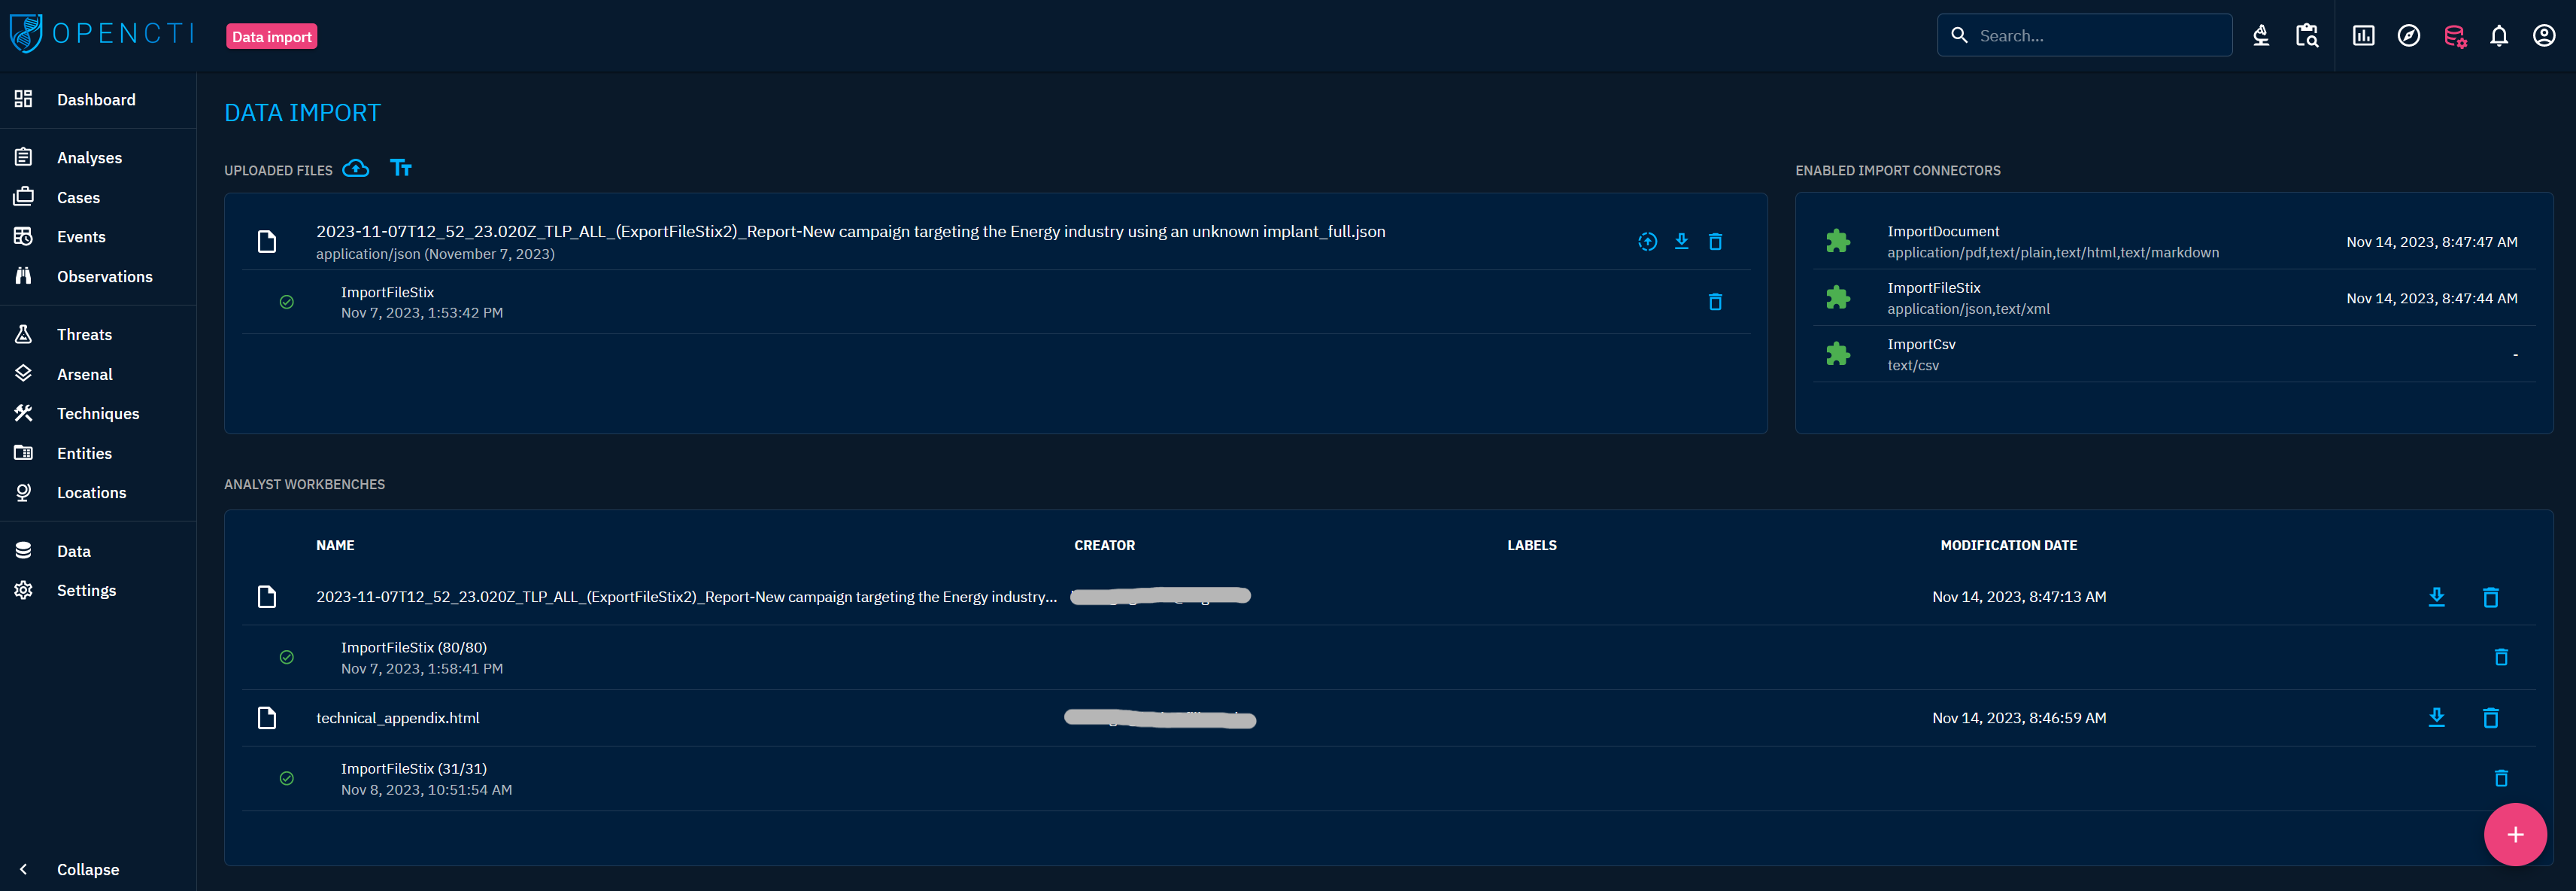 OPENCTI
Data import
Search...
Dashboard
Analyses
Cases
Events
Observations
Threats
Arsenal
Techniques
Entities
Locations
Data
Settings
Collapse
DATA IMPORT
UPLOADED FILES
2023-11-07T12_52_23.020Z_TLP_ALL_(ExportFileStix2)_Report-New campaign targeting the Energy industry using an unknown implant_full.json
application/json (November 7, 2023)
ImportFileStix
Nov 7, 2023, 1:53:42 PM
ENABLED IMPORT CONNECTORS
ImportDocument
application/pdf,text/plain,text/html,text/markdown
Nov 14, 2023, 8:47:47 AM
ImportFileStix
application/json,text/xml
Nov 14, 2023, 8:47:44 AM
ImportCsv
text/csv
-
ANALYST WORKBENCHES
NAME CREATOR LABELS MODIFICATION DATE
2023-11-07T12_52_23.020Z_TLP_ALL_(ExportFileStix2)_Report-New campaign targeting the Energy industry... Nov 14, 2023, 8:47:13 AM
ImportFileStix (80/80)
Nov 7, 2023, 1:58:41 PM
technical_appendix.html Nov 14, 2023, 8:46:59 AM
ImportFileStix (31/31)
Nov 8, 2023, 10:51:54 AM